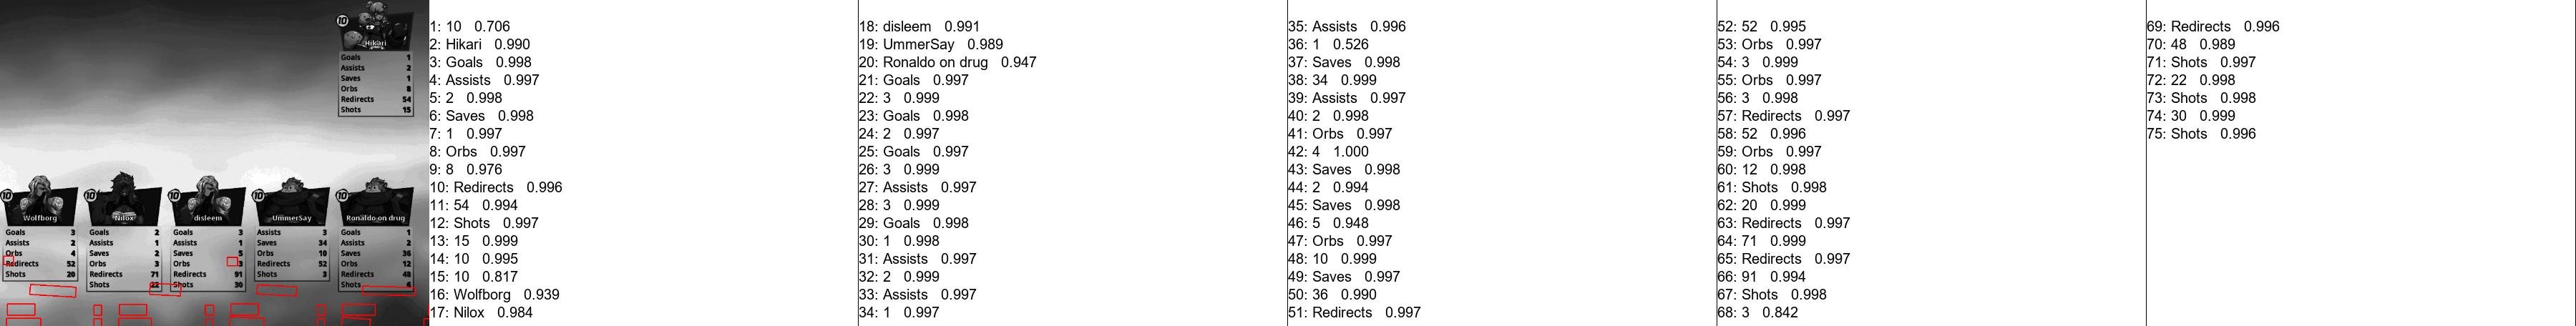 10
Hikari
Goals 1
Assists 2
Saves 1
Orbs 8
Redirects 54
Shots 15
10 Wolfborg
Goals 3
Assists 2
Orbs 4
Redirects 52
Shots 20
10 Nilox
Goals 2
Assists 1
Saves 2
Orbs 3
Redirects 71
Shots 22
10 disleem
Goals 3
Assists 1
Saves 5
Orbs 3
Redirects 91
Shots 30
10 UmmerSay
Assists 3
Saves 34
Orbs 10
Redirects 52
Shots 3
10 Ronaldo on drug
Goals 1
Assists 2
Saves 36
Orbs 12
Redirects 48
Shots 6
1: 10 0.706
2: Hikari 0.990
3: Goals 0.998
4: Assists 0.997
5: 2 0.998
6: Saves 0.998
7: 1 0.997
8: Orbs 0.997
9: 8 0.976
10: Redirects 0.996
11: 54 0.994
12: Shots 0.997
13: 15 0.999
14: 10 0.995
15: 10 0.817
16: Wolfborg 0.939
17: Nilox 0.984
18: disleem 0.991
19: UmmerSay 0.989
20: Ronaldo on drug 0.947
21: Goals 0.997
22: 3 0.999
23: Goals 0.998
24: 2 0.997
25: Goals 0.997
26: 3 0.999
27: Assists 0.997
28: 3 0.999
29: Goals 0.998
30: 1 0.998
31: Assists 0.997
32: 2 0.999
33: Assists 0.997
34: 1 0.997
35: Assists 0.996
36: 1 0.526
37: Saves 0.998
38: 34 0.999
39: Assists 0.997
40: 2 0.998
41: Orbs 0.997
42: 4 1.000
43: Saves 0.998
44: 2 0.994
45: Saves 0.998
46: 5 0.948
47: Orbs 0.997
48: 10 0.999
49: Saves 0.997
50: 36 0.990
51: Redirects 0.997
52: 52 0.995
53: Orbs 0.997
54: 3 0.999
55: Orbs 0.997
56: 3 0.998
57: Redirects 0.997
58: 52 0.996
59: Orbs 0.997
60: 12 0.998
61: Shots 0.998
62: 20 0.999
63: Redirects 0.997
64: 71 0.999
65: Redirects 0.997
66: 91 0.994
67: Shots 0.998
68: 3 0.842
69: Redirects 0.996
70: 48 0.989
71: Shots 0.997
72: 22 0.998
73: Shots 0.998
74: 30 0.999
75: Shots 0.996